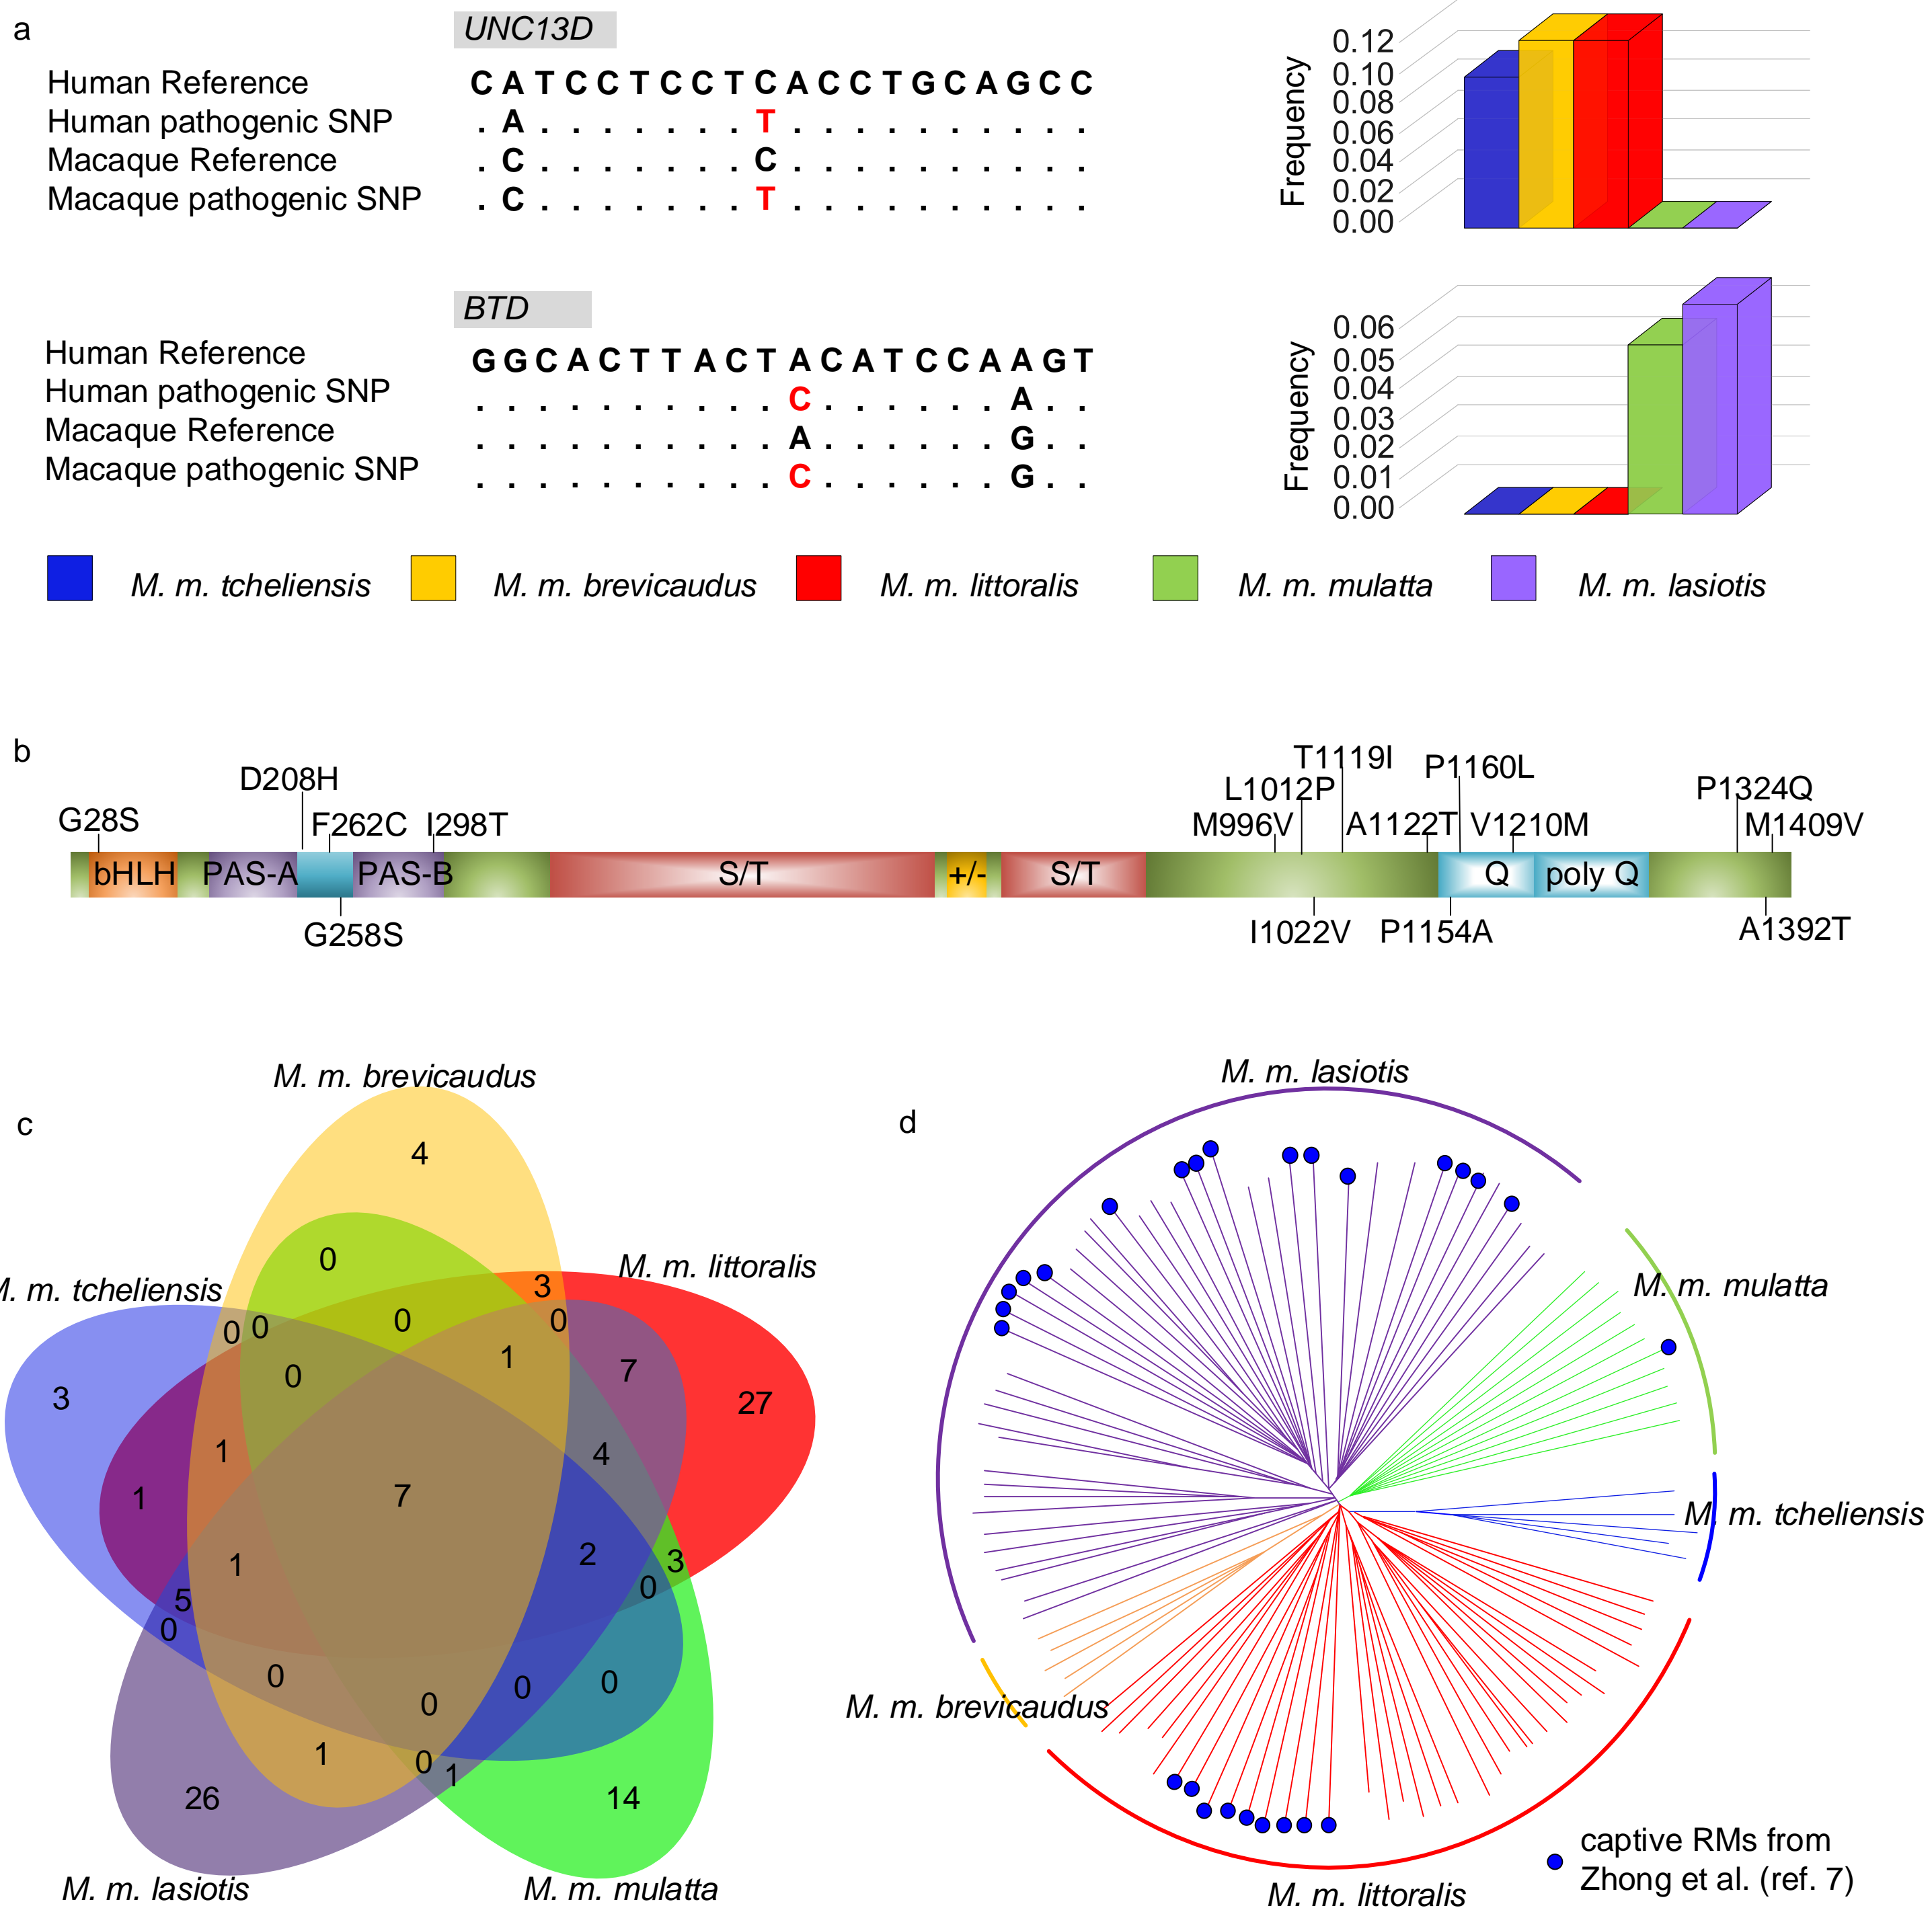 a
UNC13D
Human Reference C A T C C T C C T C A C C T G C A G C C
Human pathogenic SNP . A . . . . . . . T . . . . . . . . . .
Macaque Reference . C . . . . . . . C . . . . . . . . . .
Macaque pathogenic SNP . C . . . . . . . T . . . . . . . . . .
Frequency
0.12
0.10
0.08
0.06
0.04
0.02
0.00
BTD
Human Reference G G C A C T T A C T A C A T C C A A G T
Human pathogenic SNP . . . . . . . . . . C . . . . . . A . .
Macaque Reference . . . . . . . . . . A . . . . . . G . .
Macaque pathogenic SNP . . . . . . . . . . C . . . . . . G . .
Frequency
0.06
0.05
0.04
0.03
0.02
0.01
0.00
M. m. tcheliensis M. m. brevicaudus M. m. littoralis M. m. mulatta M. m. lasiotis
b
T1119I
D208H L1012P P1160L P1324Q
G28S F262C I298T M996V A1122T V1210M M1409V
bHLH PAS-A PAS-B S/T +/- S/T Q poly Q
G258S I1022V P1154A A1392T
c
M. m. brevicaudus
4
M. m. littoralis
M. m. tcheliensis
0
3
0 0 0 0
1 7
3 0 27
1 4
1 7
1 2 3
5 0
0
0 0 0
0
1 0 1
26 14
M. m. lasiotis M. m. mulatta
d
M. m. lasiotis
M. m. mulatta
M. m. tcheliensis
M. m. brevicaudus
M. m. littoralis
captive RMs from
Zhong et al. (ref. 7)